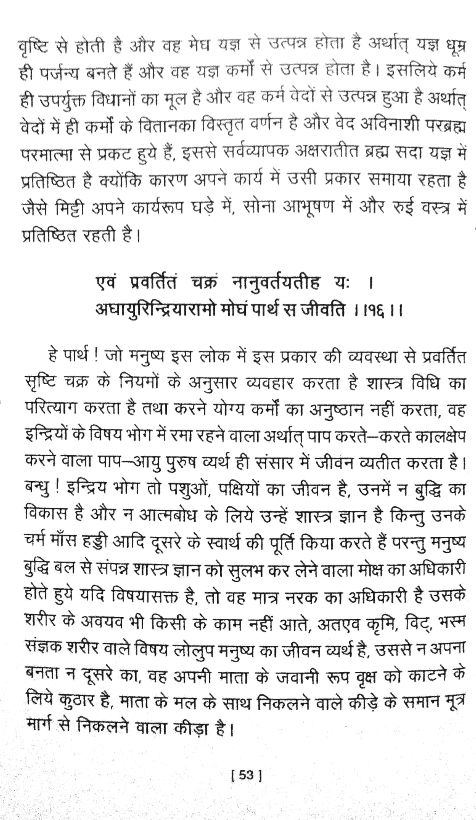 वृष्टि से होती है और वह मेघ यज्ञ से उत्पन्न होता है अर्थात् यज्ञ धूम्र
ही पर्जन्य बनते हैं और वह यज्ञ कर्मों से उत्पन्न होता है। इसलिये कर्म
ही उपर्युक्त विधानों का मूल है और वह कर्म वेदों से उत्पन्न हुआ है अर्थात्
वेदों में ही कर्मों के वितानका विस्तृत वर्णन है और वेद अविनाशी परब्रह्म
परमात्मा से प्रकट हुये हैं, इससे सर्वव्यापक अक्षरातीत ब्रह्म सदा यज्ञ में
प्रतिष्ठित है क्योंकि कारण अपने कार्य में उसी प्रकार समाया रहता है
जैसे मिट्टी अपने कार्यरूप घड़े में, सोना आभूषण में और रुई वस्त्र में
प्रतिष्ठित रहती है।
एवं प्रवर्तितं चक्रं नानुवर्तयतीह यः ।
अघायुरिन्द्रियारामो मोघं पार्थ स जीवति ।।१६।।
हे पार्थ ! जो मनुष्य इस लोक में इस प्रकार की व्यवस्था से प्रवर्तित
सृष्टि चक्र के नियमों के अनुसार व्यवहार करता है शास्त्र विधि का
परित्याग करता है तथा करने योग्य कर्मों का अनुष्ठान नहीं करता, वह
इन्द्रियों के विषय भोग में रमा रहने वाला अर्थात् पाप करते–करते कालक्षेप
करने वाला पाप–आयु पुरुष व्यर्थ ही संसार में जीवन व्यतीत करता है।
बन्धु ! इन्द्रिय भोग तो पशुओं, पक्षियों का जीवन है, उनमें न बुद्धि का
विकास है और न आत्मबोध के लिये उन्हें शास्त्र ज्ञान है किन्तु उनके
चर्म माँस हड्डी आदि दूसरे के स्वार्थ की पूर्ति किया करते हैं परन्तु मनुष्य
बुद्धि बल से संपन्न शास्त्र ज्ञान को सुलभ कर लेने वाला मोक्ष का अधिकारी
होते हुये यदि विषयासक्त है, तो वह मात्र नरक का अधिकारी है उसके
शरीर के अवयव भी किसी के काम नहीं आते, अतएव कृमि, विट्, भस्म
संज्ञक शरीर वाले विषय लोलुप मनुष्य का जीवन व्यर्थ है, उससे न अपना
बनता न दूसरे का, वह अपनी माता के जवानी रूप वृक्ष को काटने के
लिये कुठार है, माता के मल के साथ निकलने वाले कीड़े के समान मूत्र
मार्ग से निकलने वाला कीड़ा है।
[ 53 ]